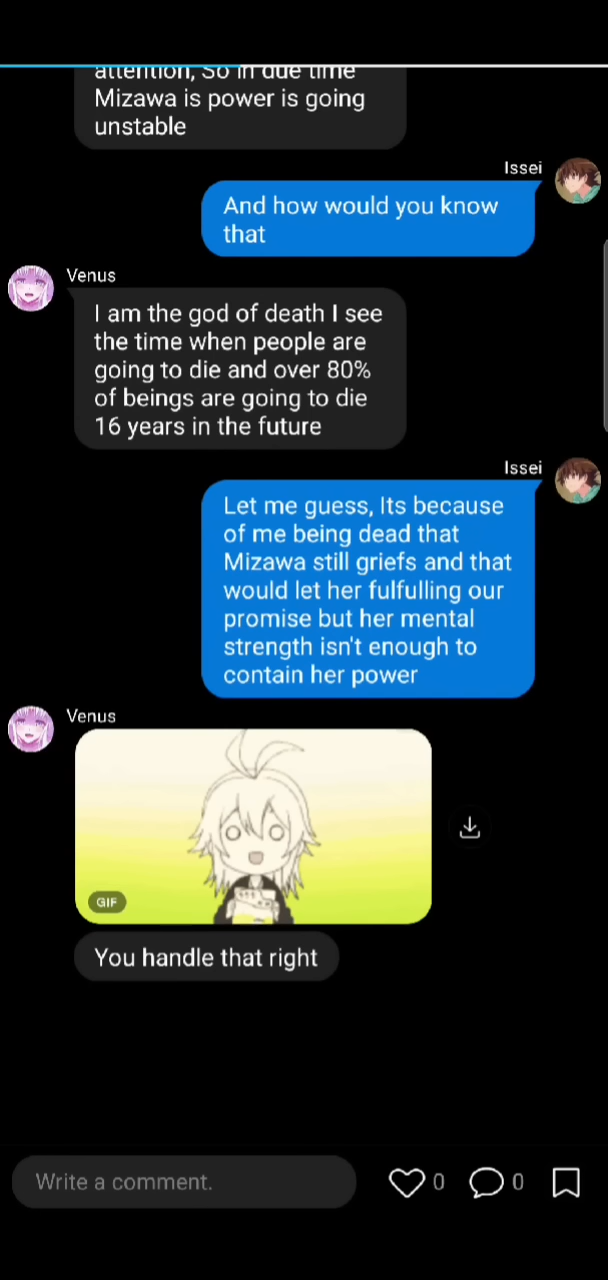 attention, So in due time
Mizawa is power is going
unstable
Issei
And how would you know
that
Venus
I am the god of death I see
the time when people are
going to die and over 80%
of beings are going to die
16 years in the future
Issei
Let me guess, Its because
of me being dead that
Mizawa still griefs and that
would let her fulfulling our
promise but her mental
strength isn't enough to
contain her power
Venus
GIF
You handle that right
Write a comment.
0
0